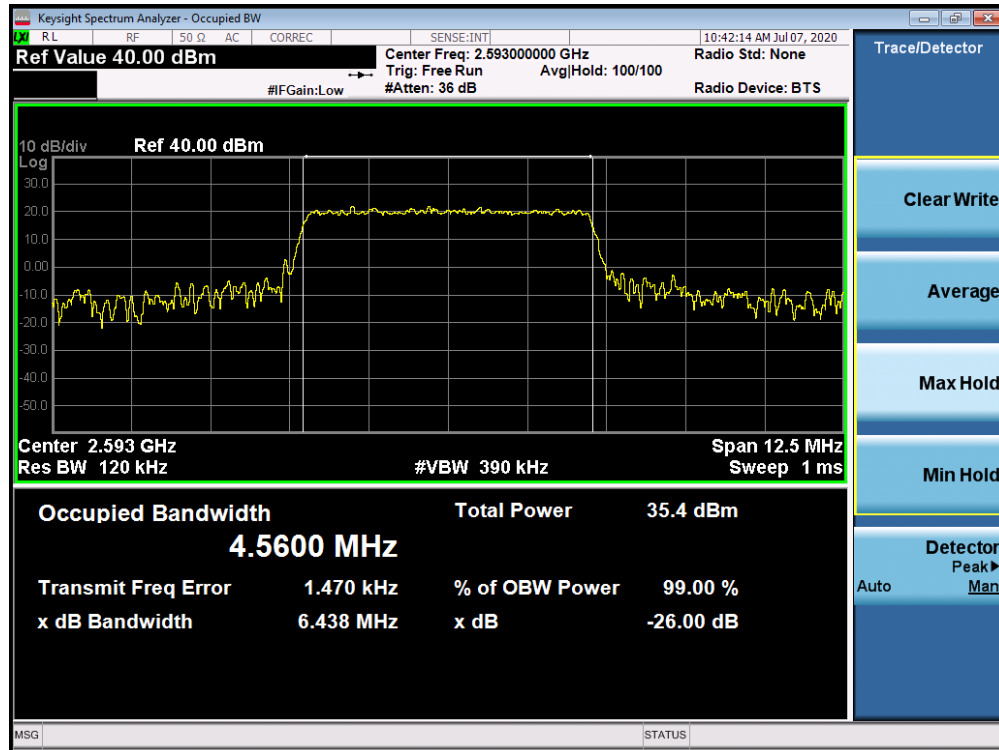 Keysight Spectrum Analyzer - Occupied BW
LXI RL RF 50 Ω AC CORREC SENSE:INT 10:42:14 AM Jul 07, 2020
Ref Value 40.00 dBm
Center Freq: 2.593000000 GHz Radio Std: None
Trig: Free Run Avg|Hold: 100/100
#IFGain:Low #Atten: 36 dB Radio Device: BTS
10 dB/div Ref 40.00 dBm
Log
30.0
20.0
10.0
0.00
-10.0
-20.0
-30.0
-40.0
-50.0
Center 2.593 GHz Span 12.5 MHz
Res BW 120 kHz #VBW 390 kHz Sweep 1 ms
Occupied Bandwidth Total Power 35.4 dBm
4.5600 MHz
Transmit Freq Error 1.470 kHz % of OBW Power 99.00 %
x dB Bandwidth 6.438 MHz x dB -26.00 dB
Trace/Detector
Clear Write
Average
Max Hold
Min Hold
Detector
Peak▶
Auto Man
MSG STATUS